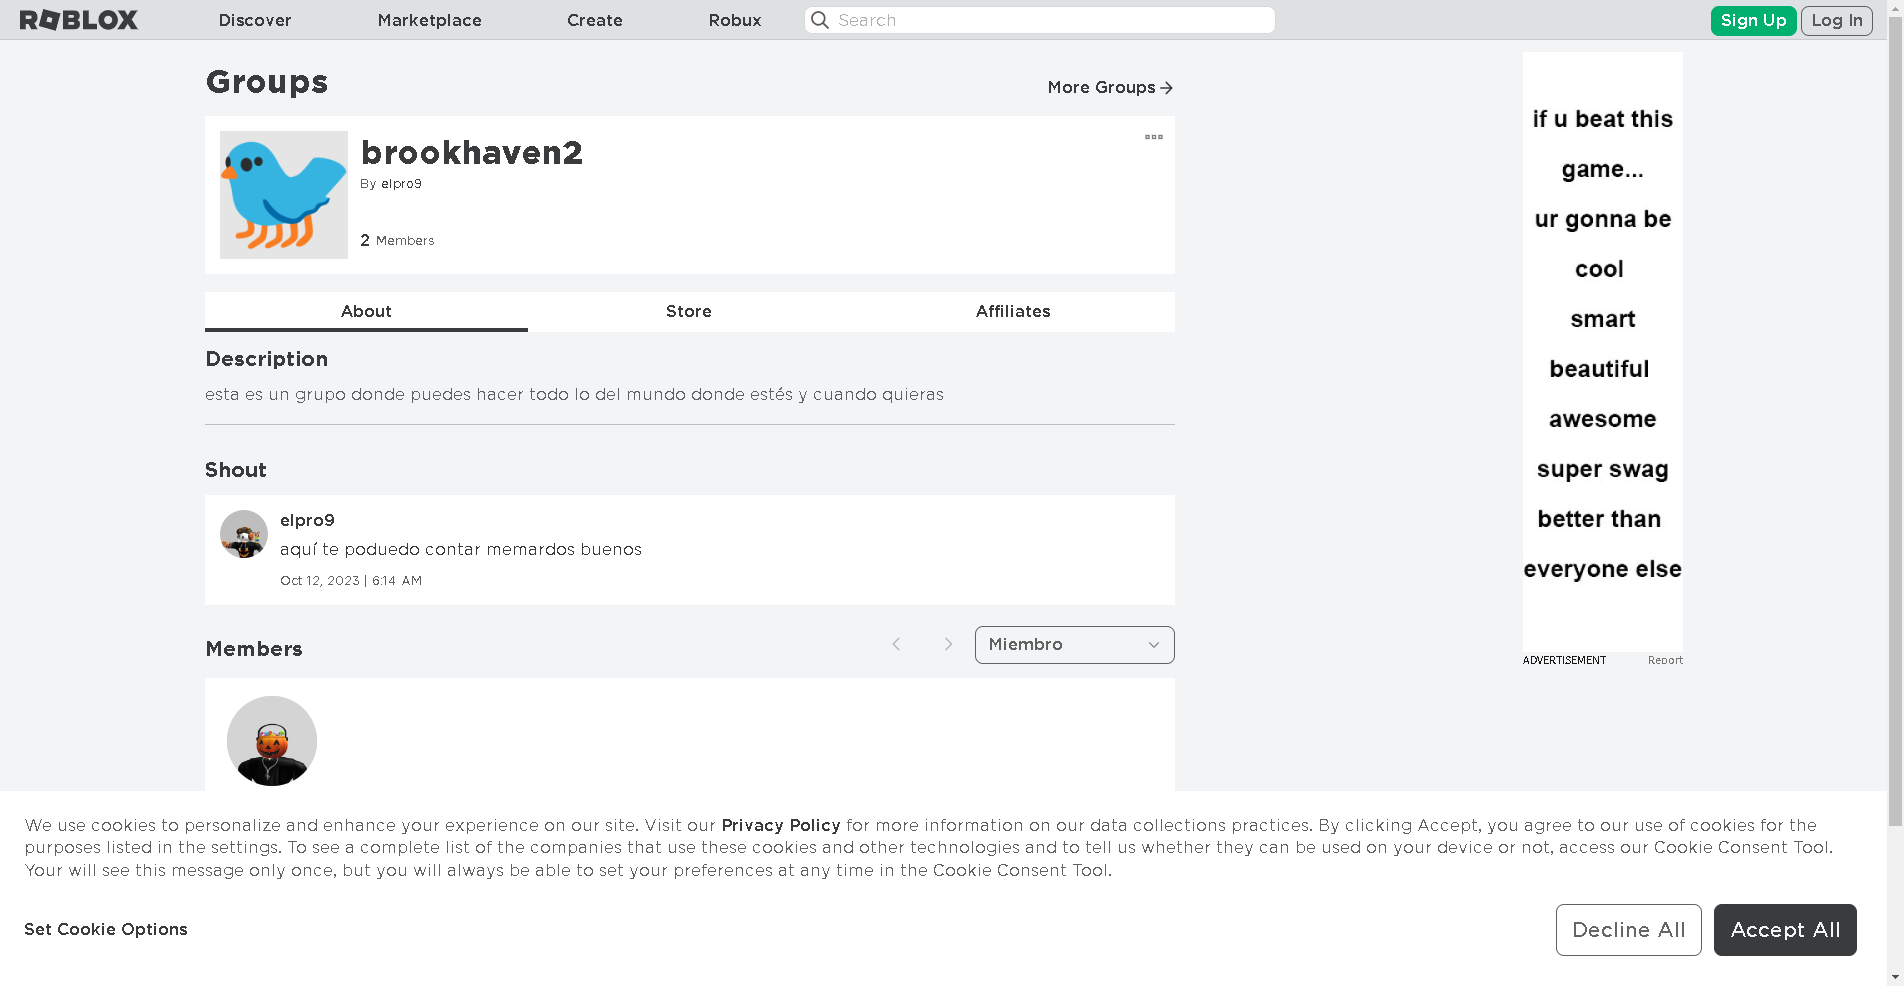 ROBLOX
Discover
Marketplace
Create
Robux
Search
Sign Up
Log In
Groups
More Groups
brookhaven2
By elpro9
2 Members
About
Store
Affiliates
Description
esta es un grupo donde puedes hacer todo lo del mundo donde estés y cuando quieras
Shout
elpro9
aquí te poduedo contar memardos buenos
Oct 12, 2023 | 6:14 AM
Members
Miembro
if u beat this
game...
ur gonna be
cool
smart
beautiful
awesome
super swag
better than
everyone else
ADVERTISEMENT
Report
We use cookies to personalize and enhance your experience on our site. Visit our Privacy Policy for more information on our data collections practices. By clicking Accept, you agree to our use of cookies for the
purposes listed in the settings. To see a complete list of the companies that use these cookies and other technologies and to tell us whether they can be used on your device or not, access our Cookie Consent Tool.
Your will see this message only once, but you will always be able to set your preferences at any time in the Cookie Consent Tool.
Set Cookie Options
Decline All
Accept All